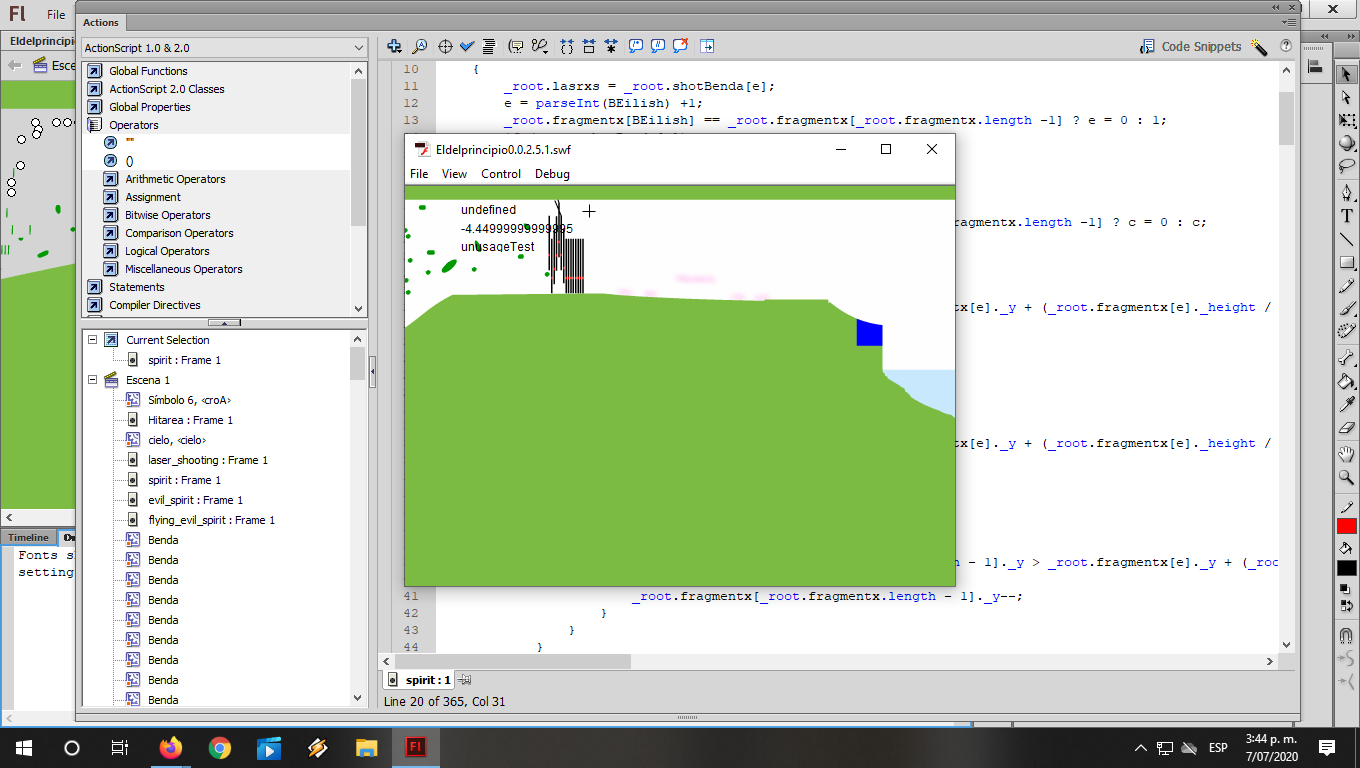 Fl File
Actions
Eldelprincipio
Esce
ActionScript 1.0 & 2.0
Global Functions
ActionScript 2.0 Classes
Global Properties
Operators
""
()
Arithmetic Operators
Assignment
Bitwise Operators
Comparison Operators
Logical Operators
Miscellaneous Operators
Statements
Compiler Directives
Current Selection
spirit : Frame 1
Escena 1
Símbolo 6, <croA>
Hitarea : Frame 1
cielo, <cielo>
laser_shooting : Frame 1
spirit : Frame 1
evil_spirit : Frame 1
flying_evil_spirit : Frame 1
Benda
Benda
Benda
Benda
Benda
Benda
Benda
Benda
Benda
Timeline
Fonts s
setting
Code Snippets
10 {
11 _root.lasrxs = _root.shotBenda[e];
12 e = parseInt(BEilish) +1;
13 _root.fragmentx[BEilish] == _root.fragmentx[_root.fragmentx.length -1] ? e = 0 : 1;
Eldelprincipio0.0.2.5.1.swf
File View Control Debug
undefined
-4.44999999999995
unusageTest
x.fragmentx.length -1] ? c = 0 : c;
x[e]._y + (_root.fragmentx[e]._height /
x[e]._y + (_root.fragmentx[e]._height /
h - 1]._y > _root.fragmentx[e]._y + (_roo
41 _root.fragmentx[_root.fragmentx.length - 1]._y--;
42 }
43 }
44 }
spirit : 1
Line 20 of 365, Col 31
Fl
ESP
3:44 p. m.
7/07/2020